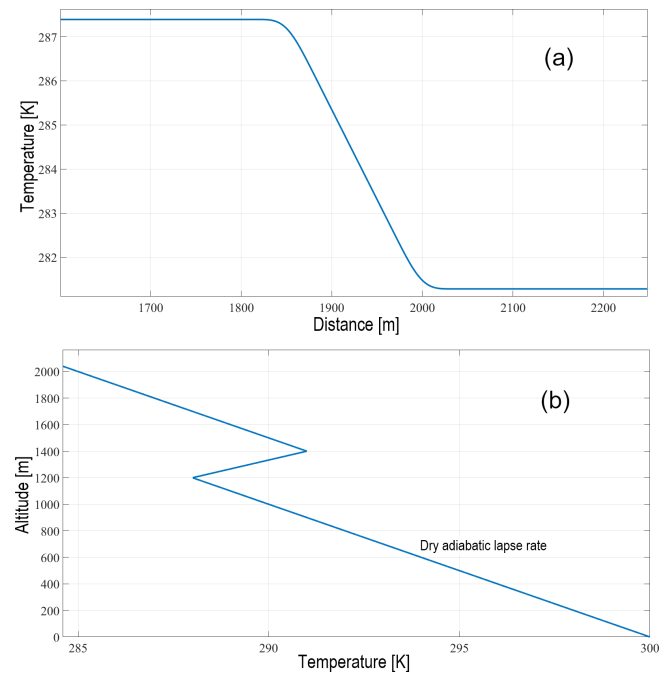 287
(a)
286
285
Temperature [K]
284
283
282
1700 1800 1900 2000 2100 2200
Distance [m]
2000
(b)
1800
1600
1400
1200
Altitude [m]
1000
800
Dry adiabatic lapse rate
600
400
200
0
285 290 295 300
Temperature [K]